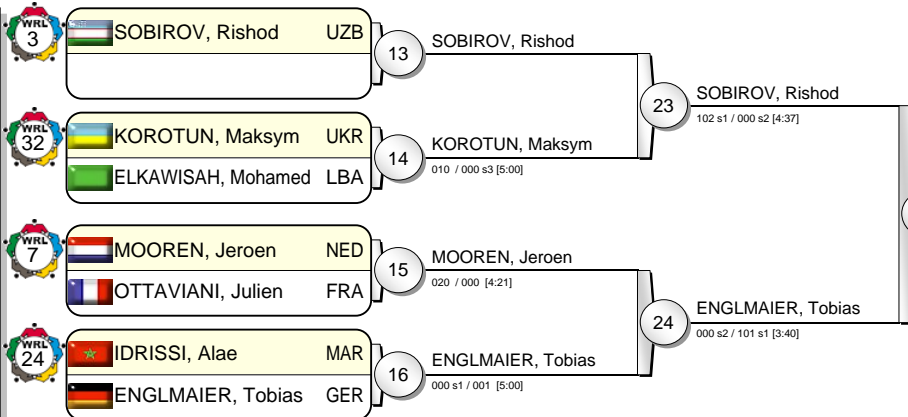 WRL
3
SOBIROV, Rishod UZB
13
SOBIROV, Rishod
23
SOBIROV, Rishod
102 s1 / 000 s2 [4:37]
WRL
32
KOROTUN, Maksym UKR
ELKAWISAH, Mohamed LBA
14
KOROTUN, Maksym
010 / 000 s3 [5:00]
WRL
7
MOOREN, Jeroen NED
OTTAVIANI, Julien FRA
15
MOOREN, Jeroen
020 / 000 [4:21]
24
ENGLMAIER, Tobias
000 s2 / 101 s1 [3:40]
WRL
24
IDRISSI, Alae MAR
ENGLMAIER, Tobias GER
16
ENGLMAIER, Tobias
000 s1 / 001 [5:00]